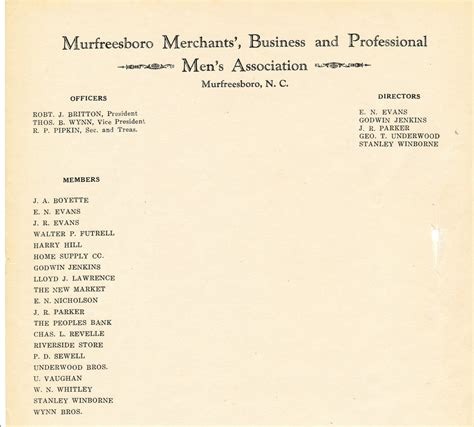 Murfreesboro Merchants', Business and Professional
Men's Association
Murfreesboro, N. C.
OFFICERS
ROBT. J. BRITTON, President
THOS. B. WYNN, Vice President
R. P. PIPKIN, Sec. and Treas.
DIRECTORS
E. N. EVANS
GODWIN JENKINS
J. R. PARKER
GEO. T. UNDERWOOD
STANLEY WINBORNE
MEMBERS
J. A. BOYETTE
E. N. EVANS
J. R. EVANS
WALTER P. FUTRELL
HARRY HILL
HOME SUPPLY CO.
GODWIN JENKINS
LLOYD J. LAWRENCE
THE NEW MARKET
E. N. NICHOLSON
J. R. PARKER
THE PEOPLES BANK
CHAS. L. REVELLE
RIVERSIDE STORE
P. D. SEWELL
UNDERWOOD BROS.
U. VAUGHAN
W. N. WHITLEY
STANLEY WINBORNE
WYNN BROS.